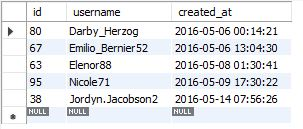 id username created_at
80 Darby_Herzog 2016-05-06 00:14:21
67 Emilio_Bernier52 2016-05-06 13:04:30
63 Elenor88 2016-05-08 01:30:41
95 Nicole71 2016-05-09 17:30:22
38 Jordyn.Jacobson2 2016-05-14 07:56:26
NULL NULL NULL